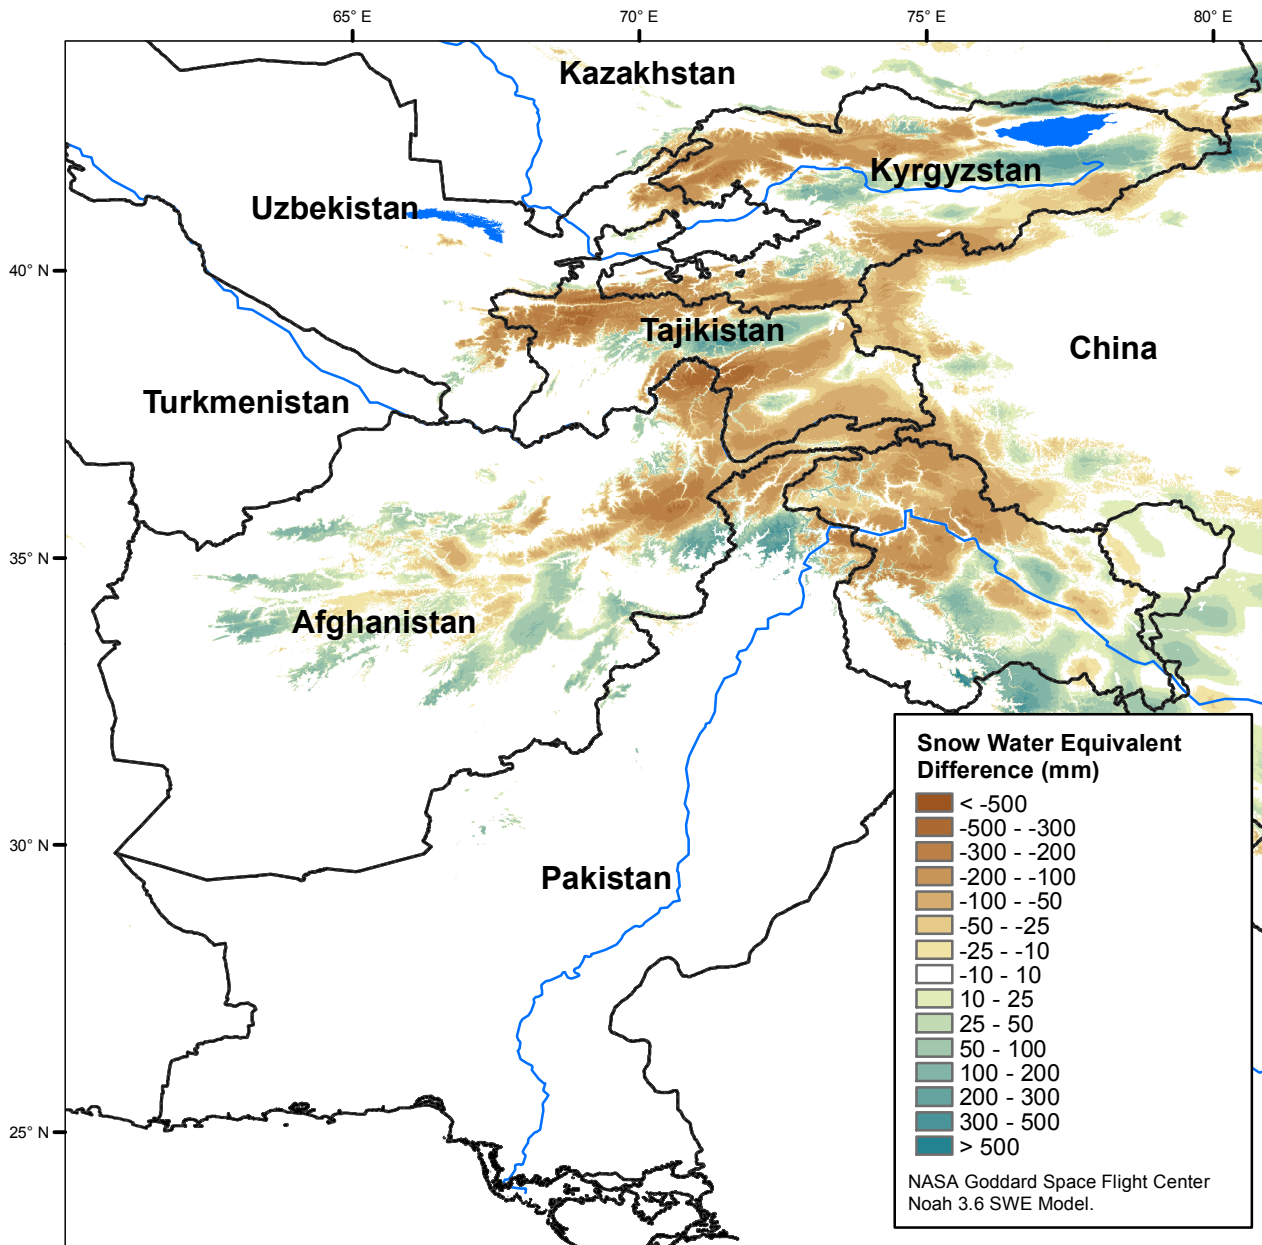 65° E
70° E
75° E
80° E
Kazakhstan
Kyrgyzstan
Uzbekistan
40° N
Tajikistan
China
Turkmenistan
35° N
Afghanistan
30° N
Pakistan
25° N
Snow Water Equivalent
Difference (mm)
< -500
-500 - -300
-300 - -200
-200 - -100
-100 - -50
-50 - -25
-25 - -10
-10 - 10
10 - 25
25 - 50
50 - 100
100 - 200
200 - 300
300 - 500
> 500
NASA Goddard Space Flight Center
Noah 3.6 SWE Model.